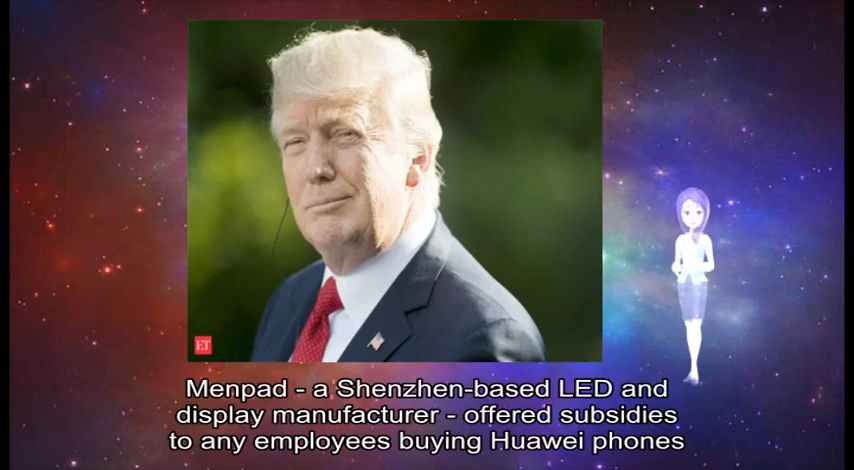 ET
Menpad - a Shenzhen-based LED and
display manufacturer - offered subsidies
to any employees buying Huawei phones